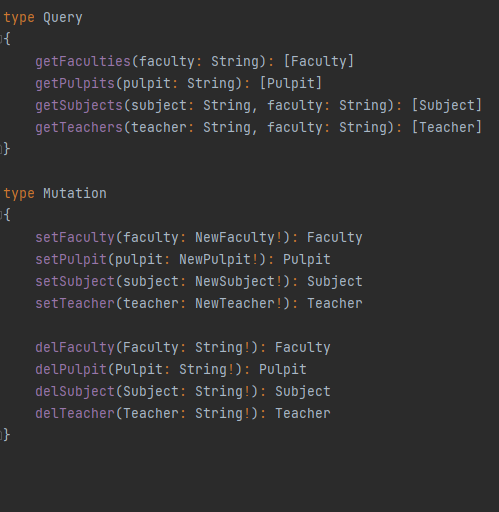 type Query
{
    getFaculties(faculty: String): [Faculty]
    getPulpits(pulpit: String): [Pulpit]
    getSubjects(subject: String, faculty: String): [Subject]
    getTeachers(teacher: String, faculty: String): [Teacher]
}

type Mutation
{
    setFaculty(faculty: NewFaculty!): Faculty
    setPulpit(pulpit: NewPulpit!): Pulpit
    setSubject(subject: NewSubject!): Subject
    setTeacher(teacher: NewTeacher!): Teacher

    delFaculty(Faculty: String!): Faculty
    delPulpit(Pulpit: String!): Pulpit
    delSubject(Subject: String!): Subject
    delTeacher(Teacher: String!): Teacher
}